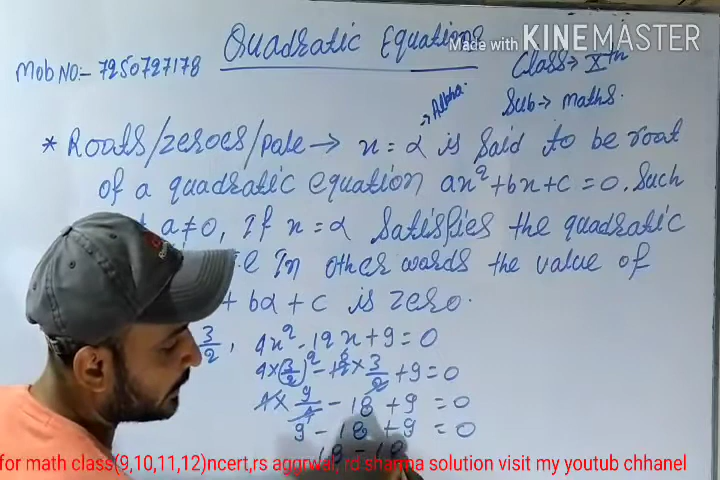 Made with KINEMASTER
Quadratic Equations
Mob No:- 7250727178
Class→ Xth
Sub→ maths.
Alpha
* Roots/zeroes/Pole → x = α is Said to be root
of a quadratic equation ax² + bx + c = 0. Such
a ≠ 0, If x = α Satisfies the quadratic
In other words the value of
+ bα + c is zero.
3/2, 4x² - 12x + 9 = 0
4 × (3/2)² - 12 × 3/2 + 9 = 0
4 × 9/4 - 18 + 9 = 0
9 - 18 + 9 = 0
18 - 18
for math class(9,10,11,12)ncert,rs aggrwal, rd sharma solution visit my youtub chhanel